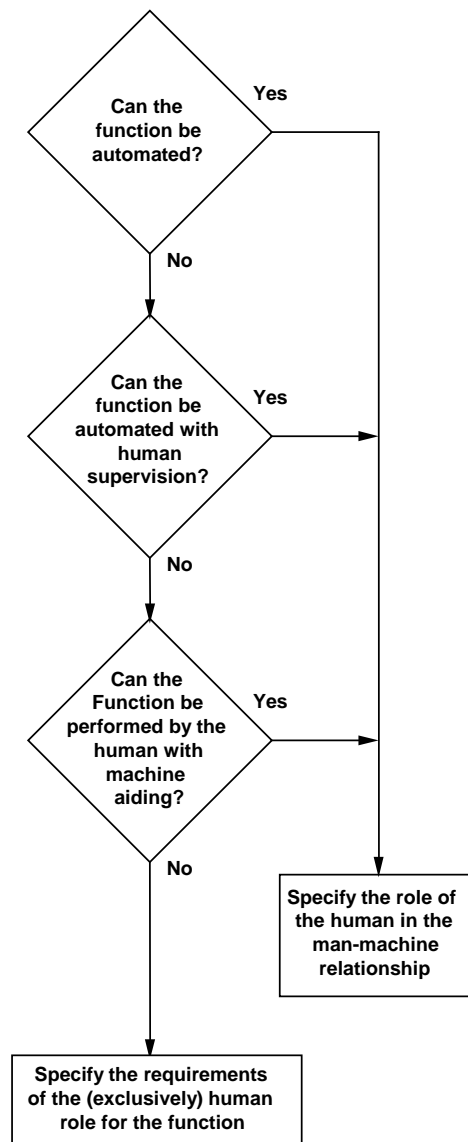 Can the
function be
automated?
Yes
No
Can the
function be
automated with
human
supervision?
Yes
No
Can the
Function be
performed by the
human with
machine
aiding?
Yes
No
Specify the role of
the human in the
man-machine
relationship
Specify the requirements
of the (exclusively) human
role for the function